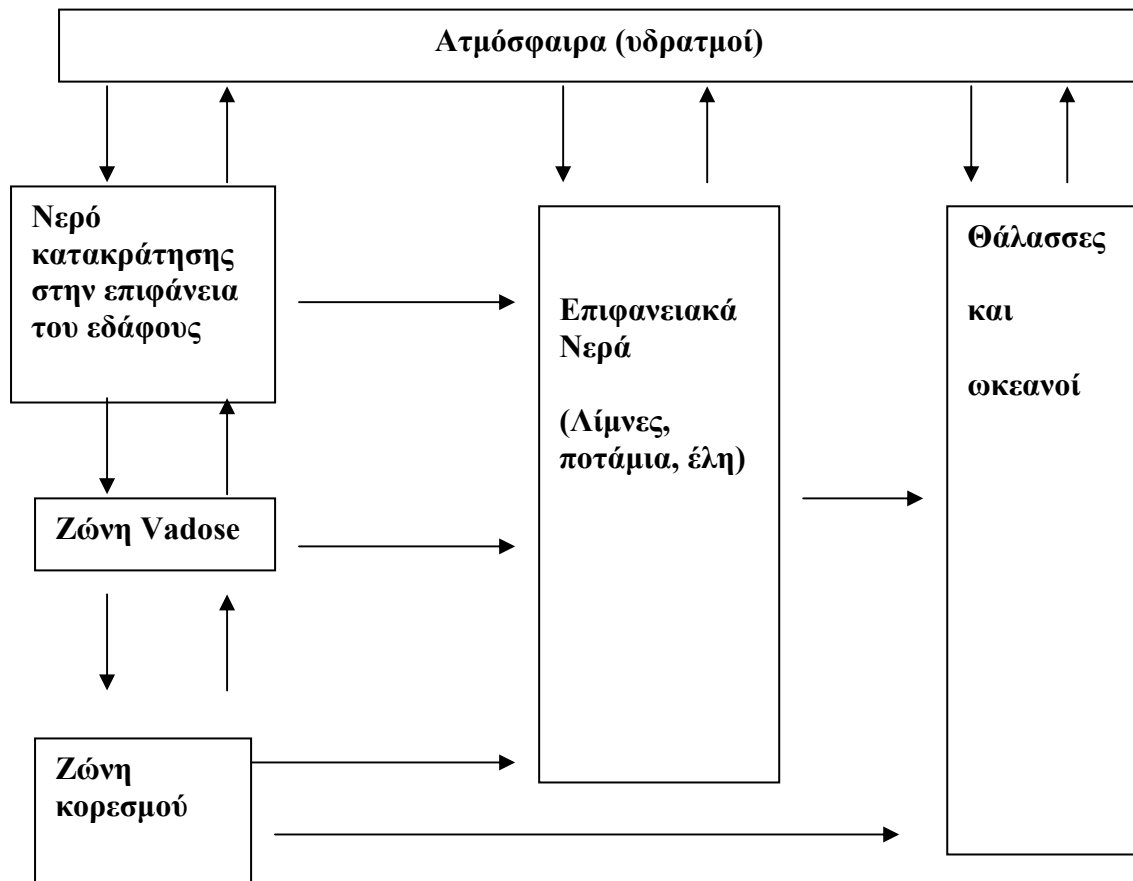 Ατμόσφαιρα (υδρατμοί)
Νερό
κατακράτησης
στην επιφάνεια
του εδάφους
Επιφανειακά
Νερά
(Λίμνες,
ποτάμια, έλη)
Θάλασσες
και
ωκεανοί
Ζώνη Vadose
Ζώνη
κορεσμού